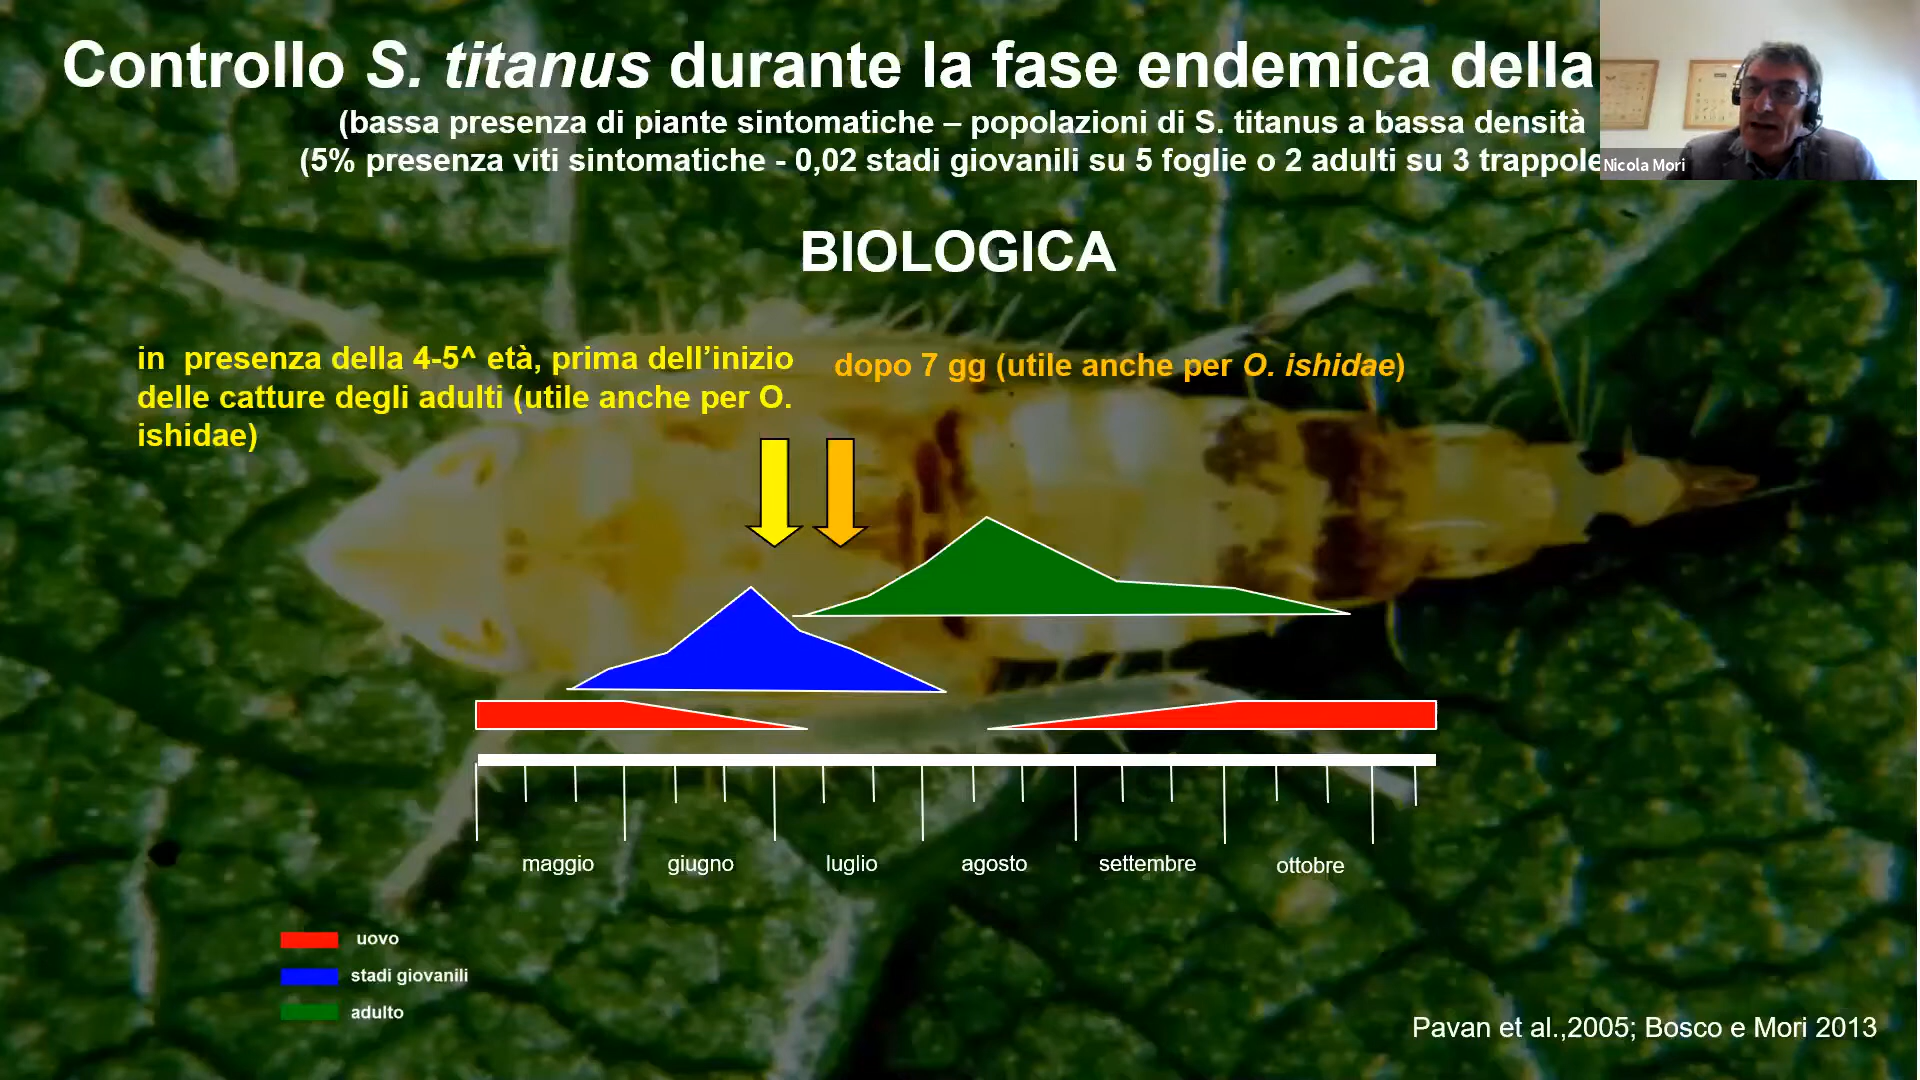 Controllo S. titanus durante la fase endemica della
(bassa presenza di piante sintomatiche – popolazioni di S. titanus a bassa densità
(5% presenza viti sintomatiche - 0,02 stadi giovanili su 5 foglie o 2 adulti su 3 trappole
Nicola Mori
BIOLOGICA
in  presenza della 4-5^ età, prima dell’inizio
delle catture degli adulti (utile anche per O.
ishidae)
dopo 7 gg (utile anche per O. ishidae)
maggio giugno luglio agosto settembre ottobre
uovo
stadi giovanili
adulto
Pavan et al.,2005; Bosco e Mori 2013